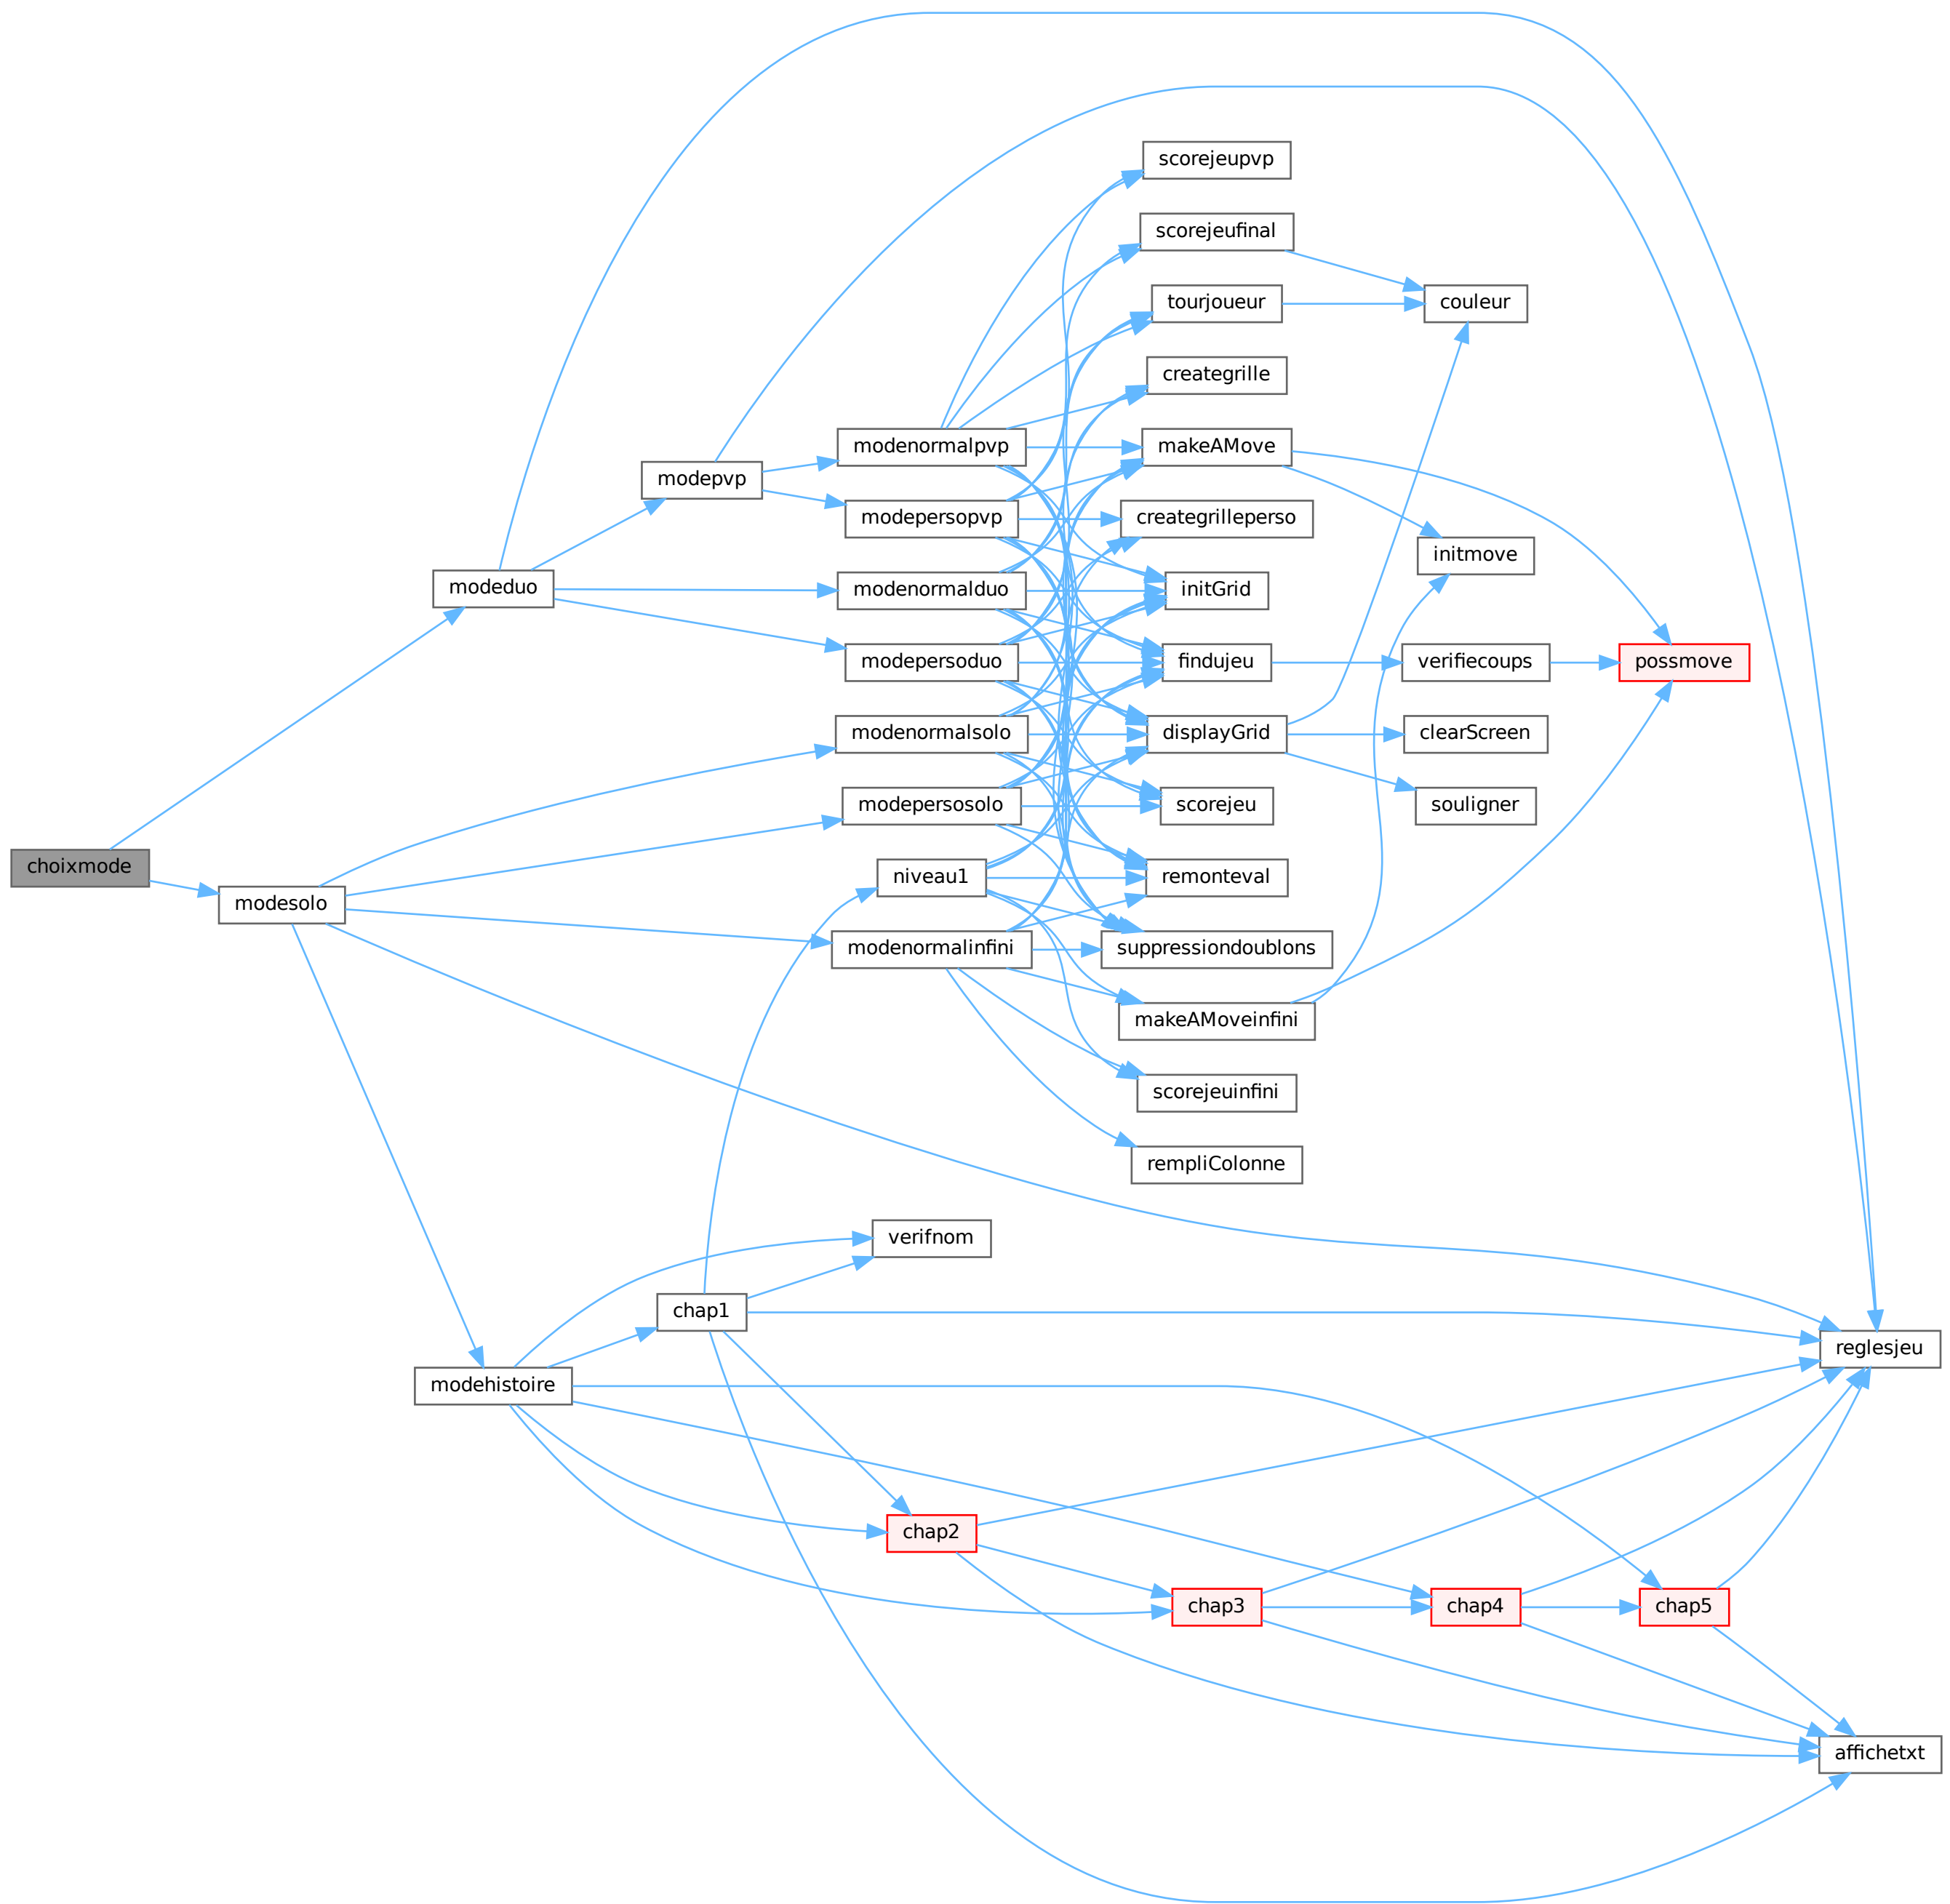 choixmode
modeduo
modesolo
modepvp
modehistoire
modenormalpvp
modepersopvp
modenormalduo
modepersoduo
modenormalsolo
modepersosolo
niveau1
modenormalinfini
verifnom
chap1
chap2
scorejeupvp
scorejeufinal
tourjoueur
creategrille
makeAMove
creategrilleperso
initGrid
findujeu
displayGrid
scorejeu
remonteval
suppressiondoublons
makeAMoveinfini
scorejeuinfini
rempliColonne
chap3
couleur
initmove
verifiecoups
clearScreen
souligner
chap4
possmove
chap5
reglesjeu
affichetxt